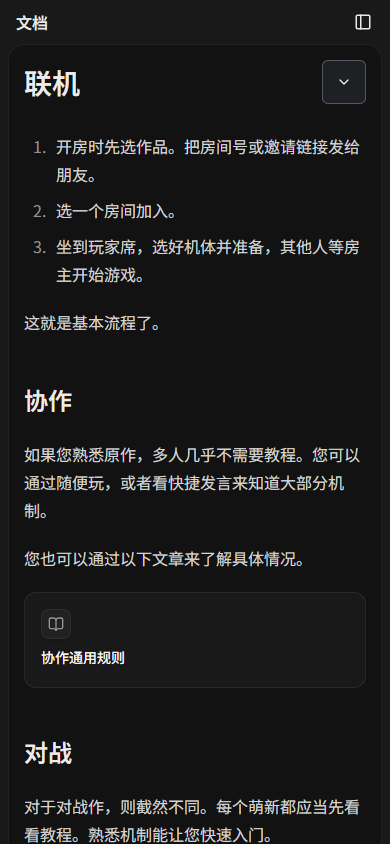 文档
联机
1. 开房时先选作品。把房间号或邀请链接发给
朋友。
2. 选一个房间加入。
3. 坐到玩家席，选好机体并准备，其他人等房
主开始游戏。
这就是基本流程了。
协作
如果您熟悉原作，多人几乎不需要教程。您可以
通过随便玩，或者看快捷发言来知道大部分机
制。
您也可以通过以下文章来了解具体情况。
协作通用规则
对战
对于对战作，则截然不同。每个萌新都应当先看
看教程。熟悉机制能让您快速入门。